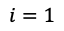 i = 1